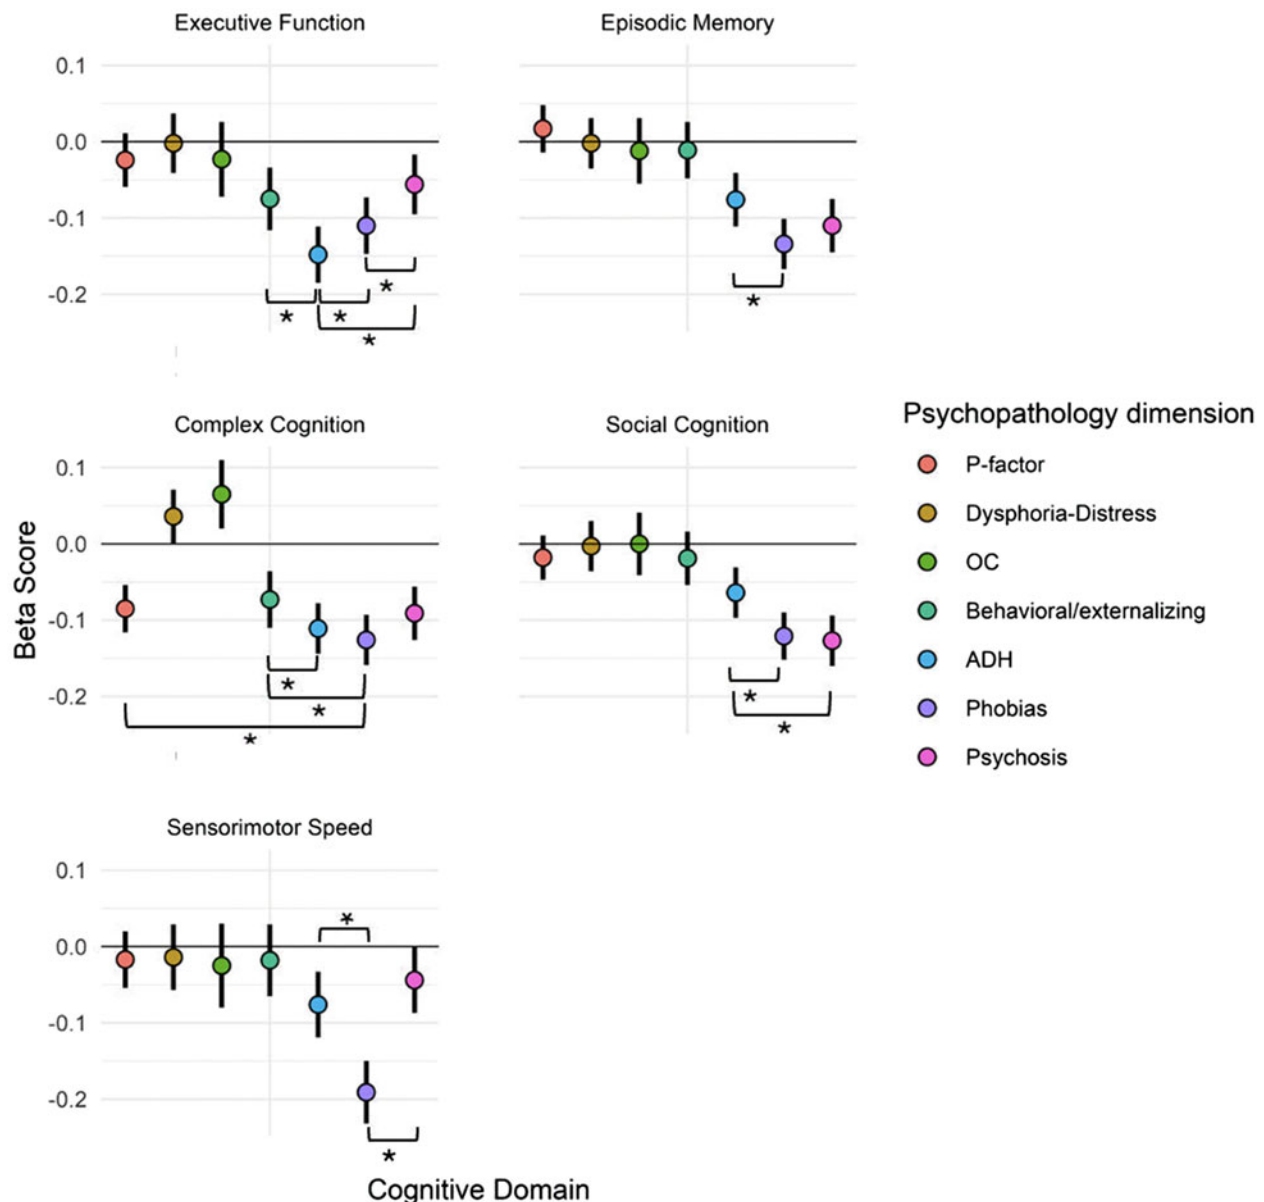 Executive Function
Episodic Memory
0.1
0.0
-0.1
-0.2
*
*
*
*
*
Complex Cognition
Social Cognition
0.1
0.0
-0.1
-0.2
*
*
*
*
*
Sensorimotor Speed
0.1
0.0
-0.1
-0.2
*
*
Beta Score
Cognitive Domain
Psychopathology dimension
P-factor
Dysphoria-Distress
OC
Behavioral/externalizing
ADH
Phobias
Psychosis